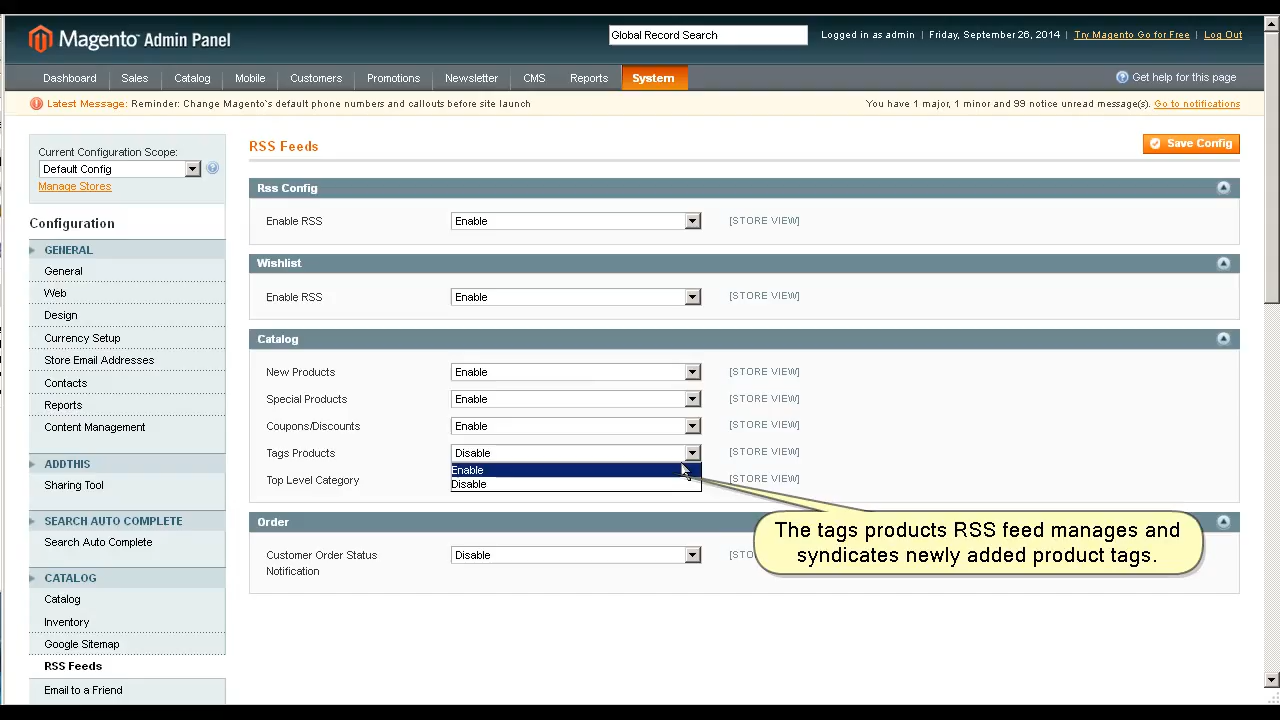 Magento Admin Panel
Global Record Search
Logged in as admin | Friday, September 26, 2014 | Try Magento Go for Free | Log Out
Dashboard Sales Catalog Mobile Customers Promotions Newsletter CMS Reports System
Get help for this page
Latest Message: Reminder: Change Magento's default phone numbers and callouts before site launch
You have 1 major, 1 minor and 99 notice unread message(s). Go to notifications
Current Configuration Scope:
Default Config
Manage Stores
Configuration
GENERAL
General
Web
Design
Currency Setup
Store Email Addresses
Contacts
Reports
Content Management
ADDTHIS
Sharing Tool
SEARCH AUTO COMPLETE
Search Auto Complete
CATALOG
Catalog
Inventory
Google Sitemap
RSS Feeds
Email to a Friend
RSS Feeds
Save Config
Rss Config
Enable RSS Enable [STORE VIEW]
Wishlist
Enable RSS Enable [STORE VIEW]
Catalog
New Products Enable [STORE VIEW]
Special Products Enable [STORE VIEW]
Coupons/Discounts Enable [STORE VIEW]
Tags Products Disable [STORE VIEW]
Enable
Disable
Top Level Category [STORE VIEW]
Order
Customer Order Status Disable [STO
Notification
The tags products RSS feed manages and
syndicates newly added product tags.